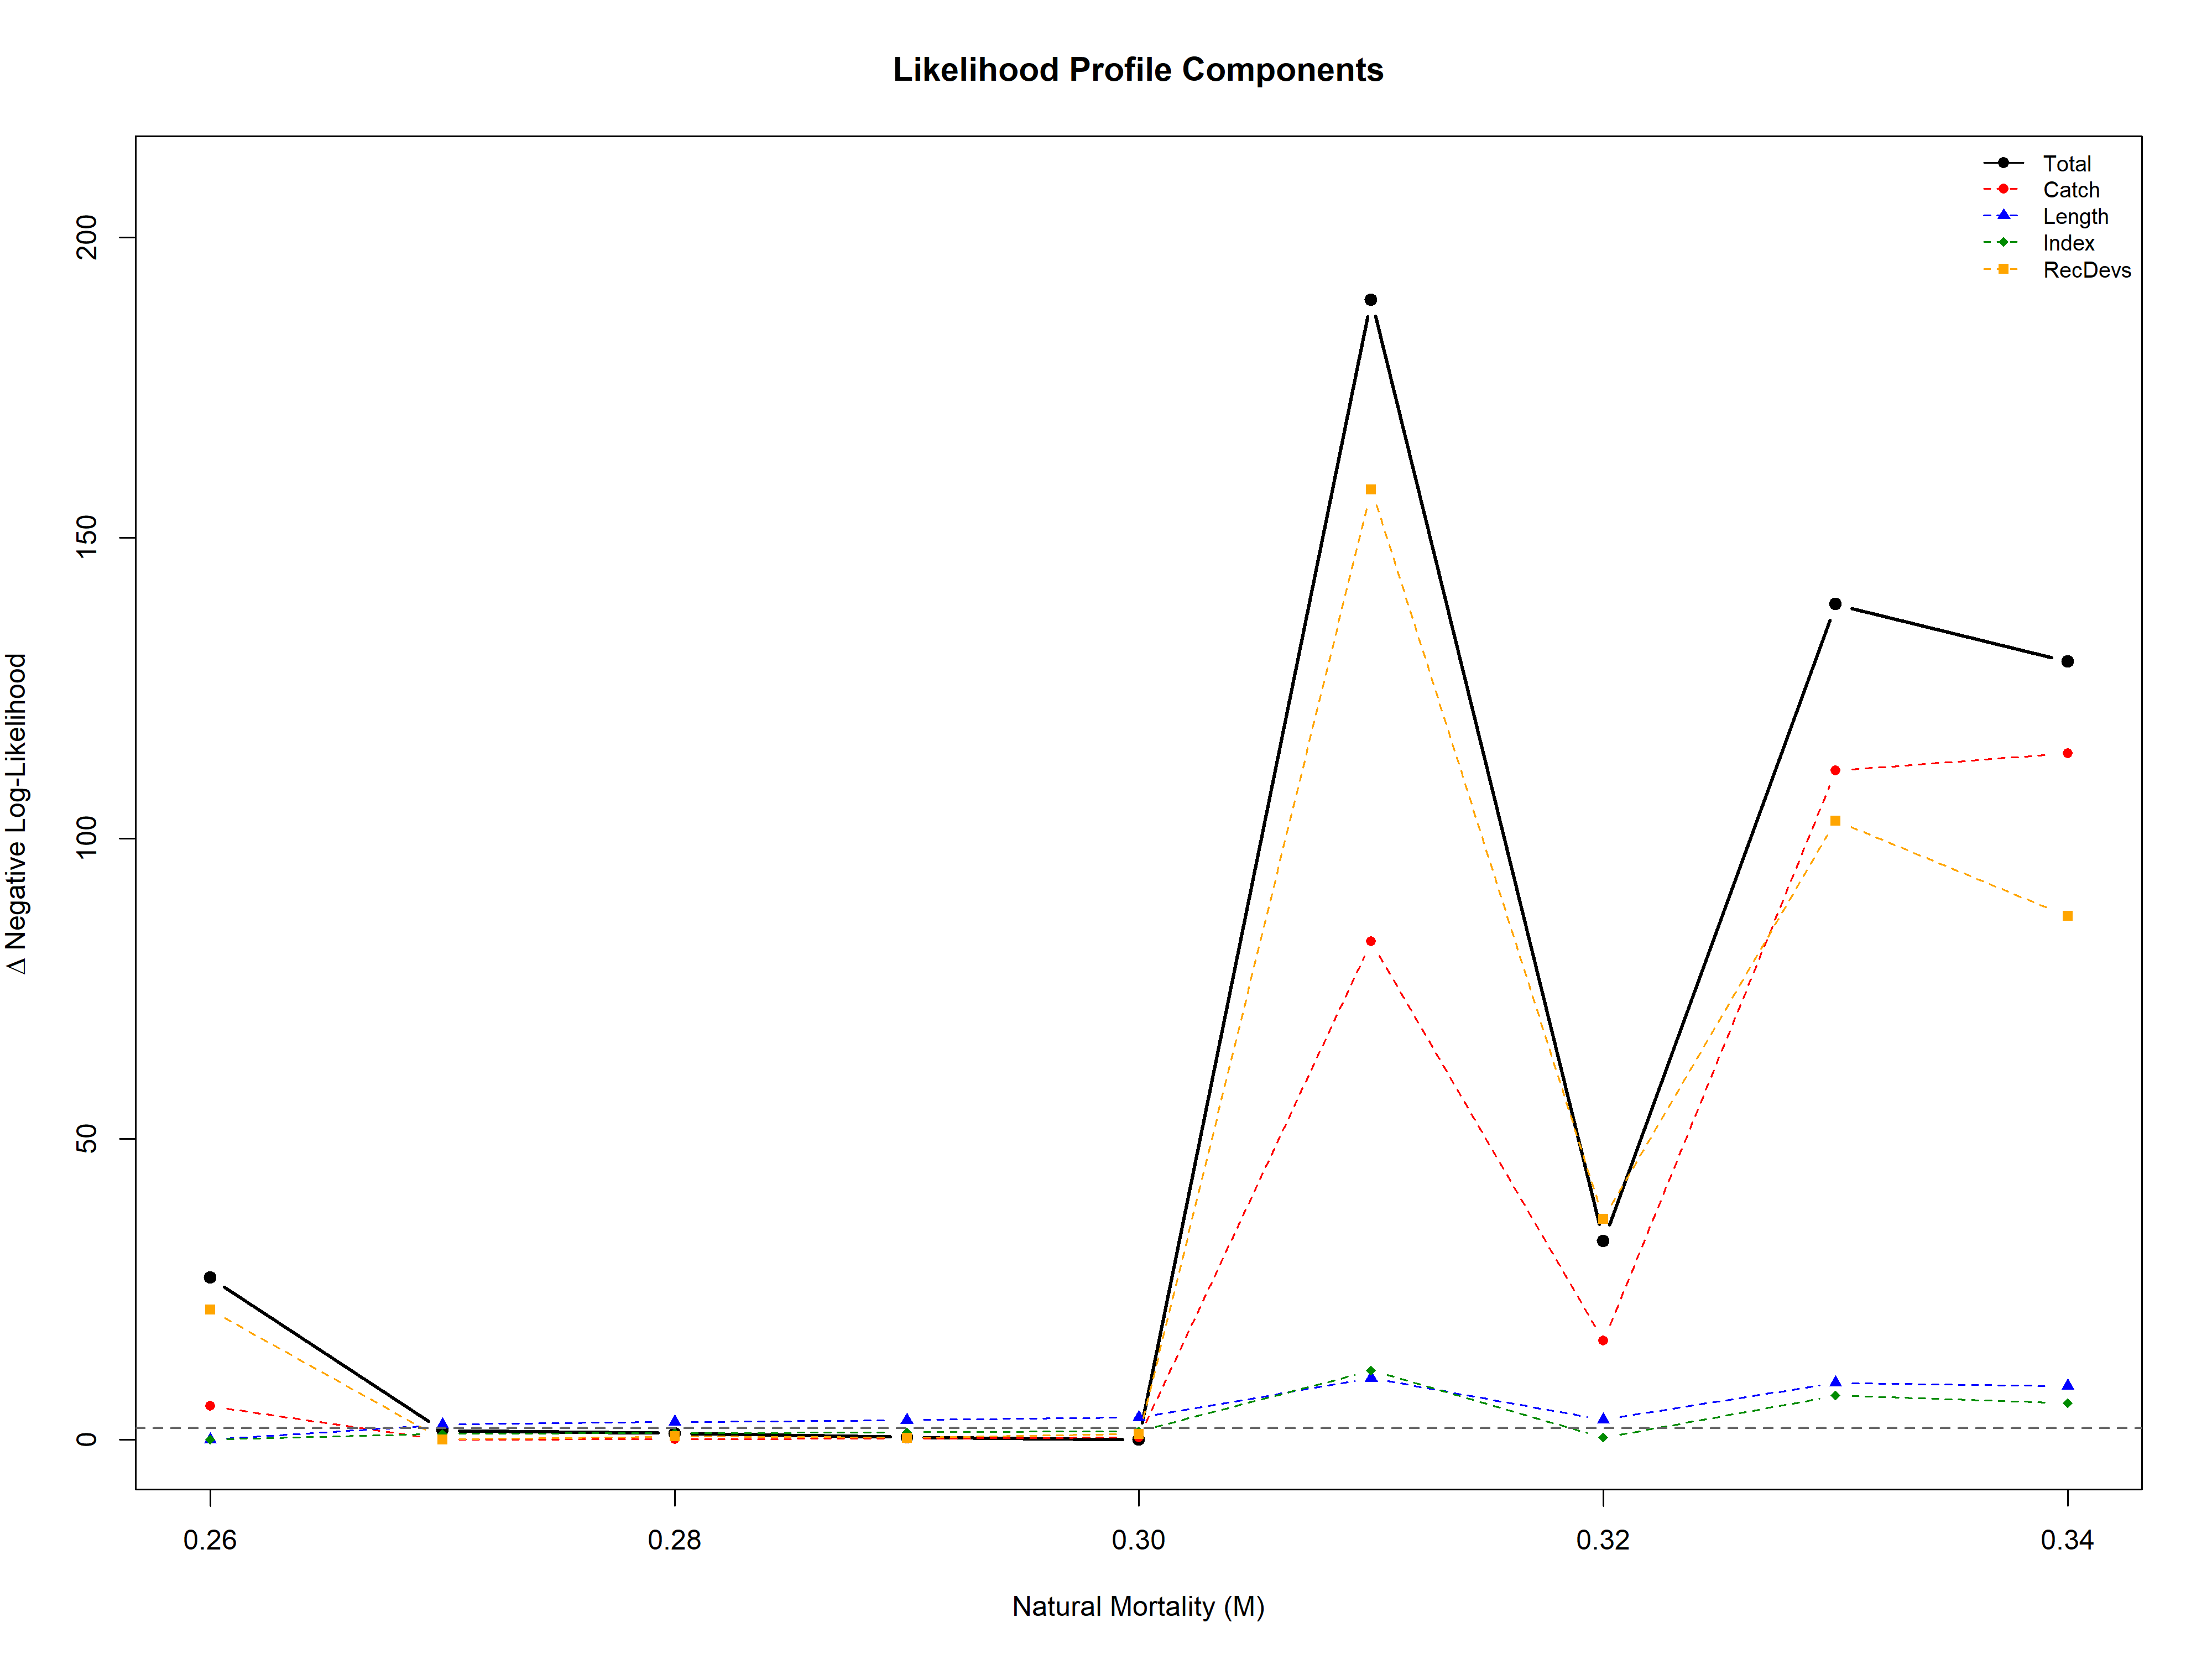 Likelihood Profile Components
Total
Catch
Length
Index
RecDevs
200
150
100
50
0
Δ Negative Log-Likelihood
0.26 0.28 0.30 0.32 0.34
Natural Mortality (M)